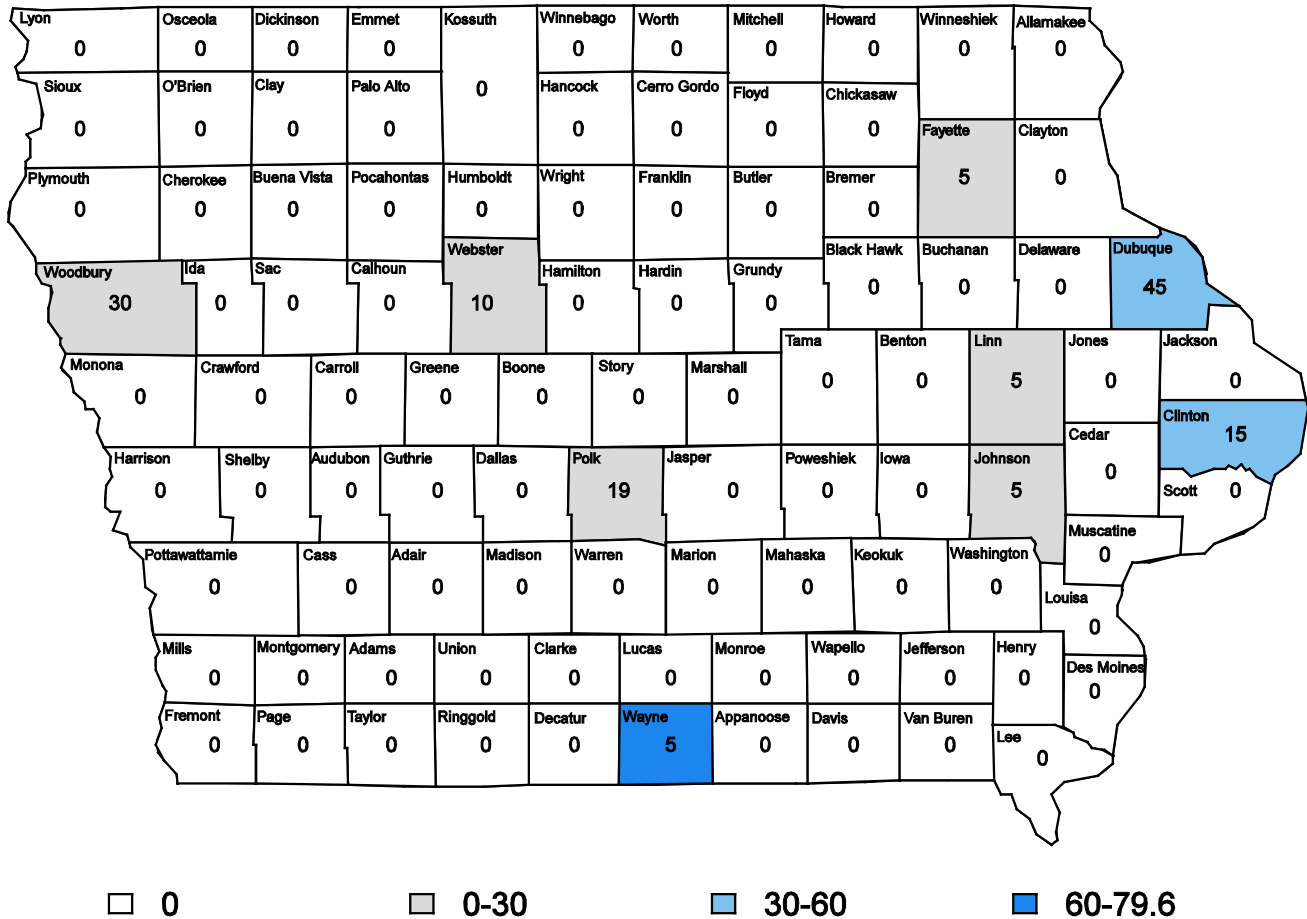 Lyon Osceola Dickinson Emmet Kossuth Winnebago Worth Mitchell Howard Winneshiek Allamakee
0 0 0 0 0 0 0 0 0 0
Sioux O'Brien Clay Palo Alto 0 Hancock Cerro Gordo Floyd Chickasaw
0 0 0 0 0 0 0 0
Fayette Clayton
5 0
Plymouth Cherokee Buena Vista Pocahontas Humboldt Wright Franklin Butler Bremer
0 0 0 0 0 0 0 0 0
Webster Black Hawk Buchanan Delaware Dubuque
Woodbury Ida Sac Calhoun Hamilton Hardin Grundy 0 0 0 45
30 0 0 0 10 0 0 0
Tama Benton Linn Jones Jackson
Monona Crawford Carroll Greene Boone Story Marshall 0 0 5 0 0
0 0 0 0 0 0 0
Clinton
15
Cedar
0
Harrison Shelby Audubon Guthrie Dallas Polk Jasper Poweshiek Iowa Johnson
0 0 0 0 0 19 0 0 0 5
Scott 0
Muscatine
0
Pottawattamie Cass Adair Madison Warren Marion Mahaska Keokuk Washington
0 0 0 0 0 0 0 0 0
Louisa
0
Mills Montgomery Adams Union Clarke Lucas Monroe Wapello Jefferson Henry Des Moines
0 0 0 0 0 0 0 0 0 0 0
Fremont Page Taylor Ringgold Decatur Wayne Appanoose Davis Van Buren
0 0 0 0 0 5 0 0 0
Lee
0
0 0-30 30-60 60-79.6